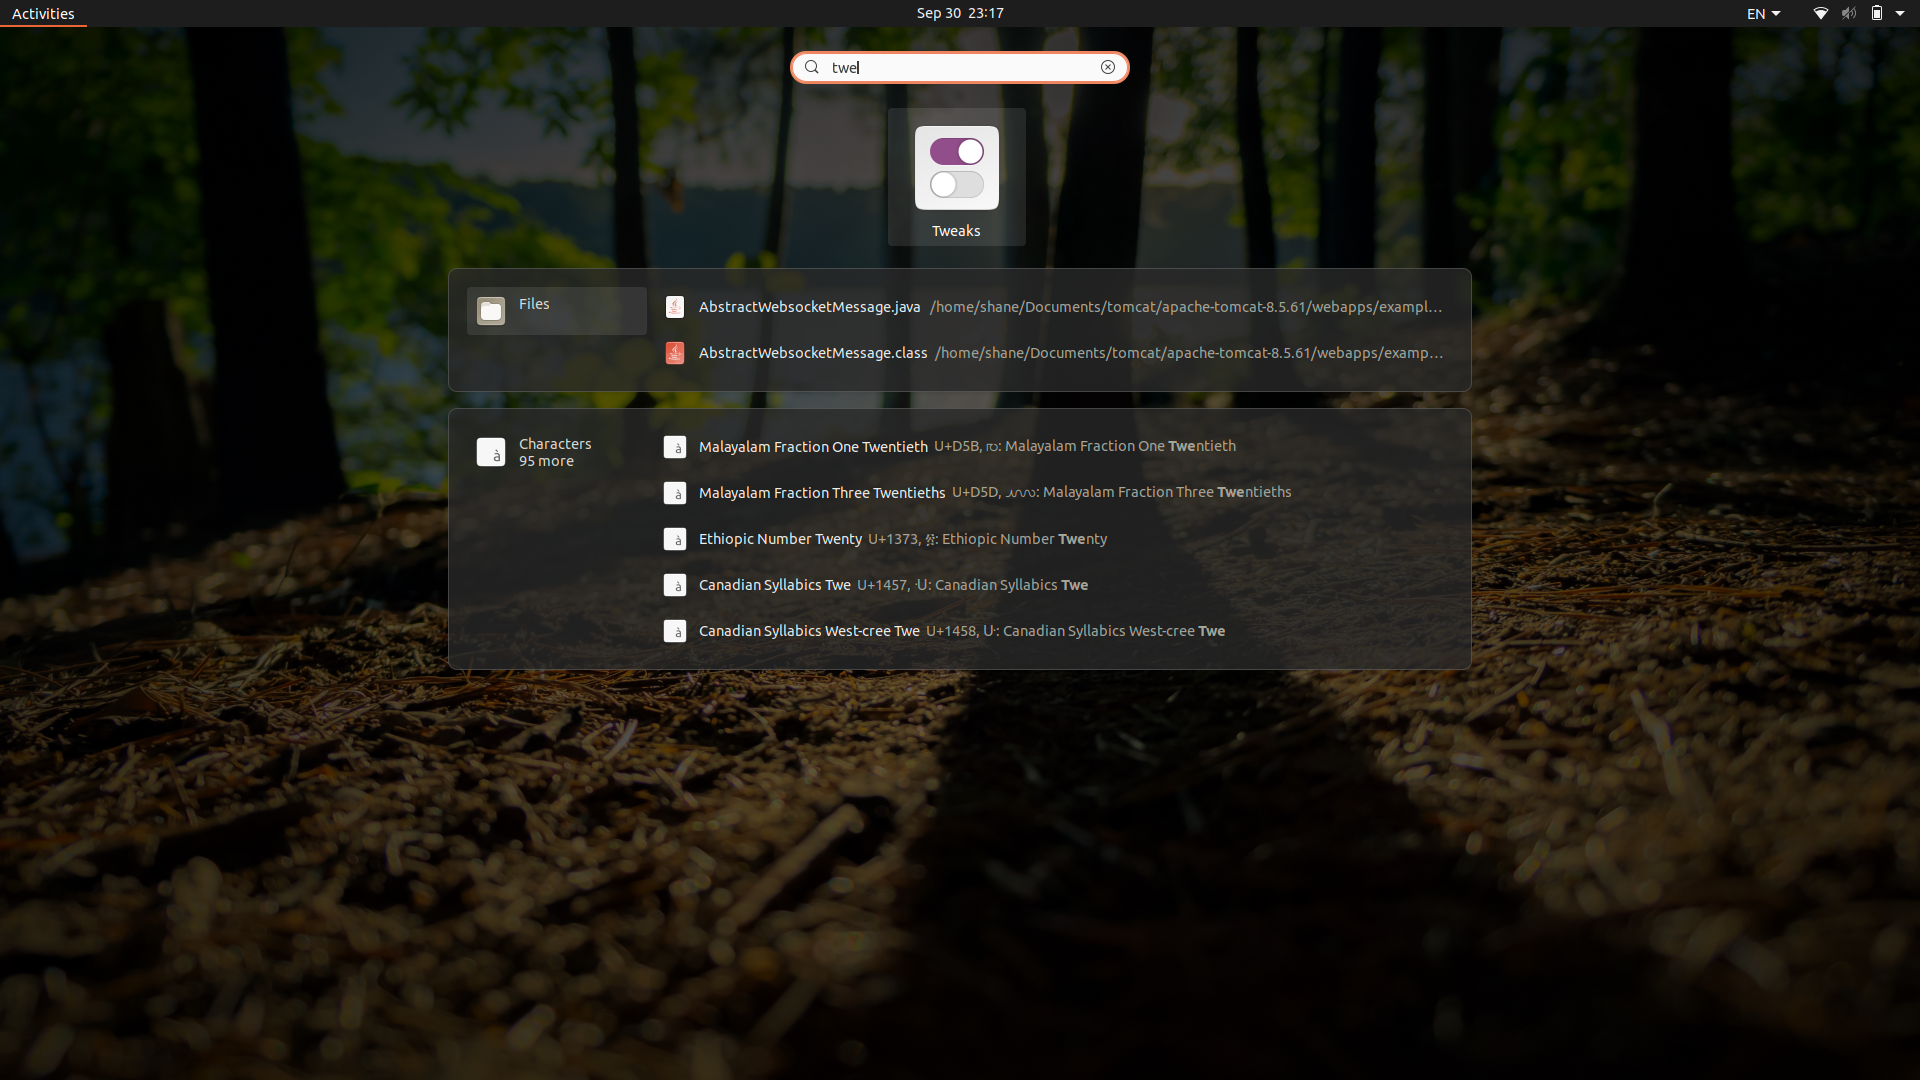 Activities
Sep 30 23:17
EN
twe
Tweaks
Files
AbstractWebsocketMessage.java /home/shane/Documents/tomcat/apache-tomcat-8.5.61/webapps/exampl...
AbstractWebsocketMessage.class /home/shane/Documents/tomcat/apache-tomcat-8.5.61/webapps/examp...
Characters
95 more
à Malayalam Fraction One Twentieth U+D5B, ൛: Malayalam Fraction One Twentieth
à Malayalam Fraction Three Twentieths U+D5D, ൝: Malayalam Fraction Three Twentieths
à Ethiopic Number Twenty U+1373, ፳: Ethiopic Number Twenty
à Canadian Syllabics Twe U+1457, ᑗ: Canadian Syllabics Twe
à Canadian Syllabics West-cree Twe U+1458, ᑘ: Canadian Syllabics West-cree Twe